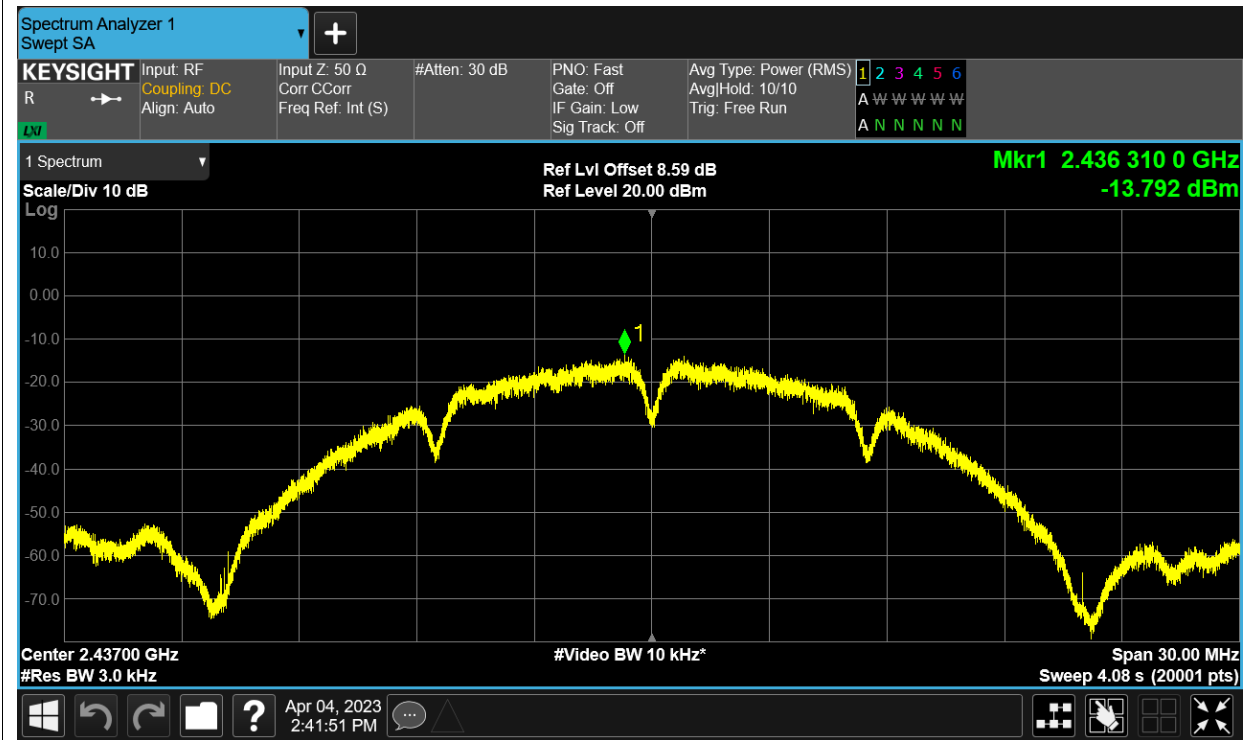 Spectrum Analyzer 1
Swept SA
KEYSIGHT
R
LXI
Input: RF
Coupling: DC
Align: Auto
Input Z: 50 Ω
Corr CCorr
Freq Ref: Int (S)
#Atten: 30 dB
PNO: Fast
Gate: Off
IF Gain: Low
Sig Track: Off
Avg Type: Power (RMS)
Avg|Hold: 10/10
Trig: Free Run
1 2 3 4 5 6
A W W W W W
A N N N N N
1 Spectrum
Scale/Div 10 dB
Log
Ref Lvl Offset 8.59 dB
Ref Level 20.00 dBm
Mkr1 2.436 310 0 GHz
-13.792 dBm
10.0
0.00
-10.0
-20.0
-30.0
-40.0
-50.0
-60.0
-70.0
1
Center 2.43700 GHz
#Res BW 3.0 kHz
#Video BW 10 kHz*
Span 30.00 MHz
Sweep 4.08 s (20001 pts)
?
Apr 04, 2023
2:41:51 PM